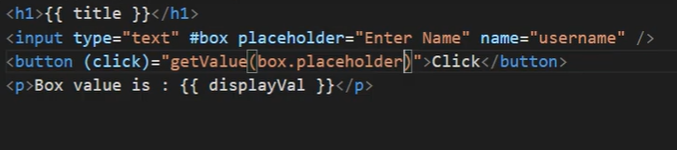 <h1>{{ title }}</h1>
<input type="text" #box placeholder="Enter Name" name="username" />
<button (click)="getValue(box.placeholder)">Click</button>
<p>Box value is : {{ displayVal }}</p>